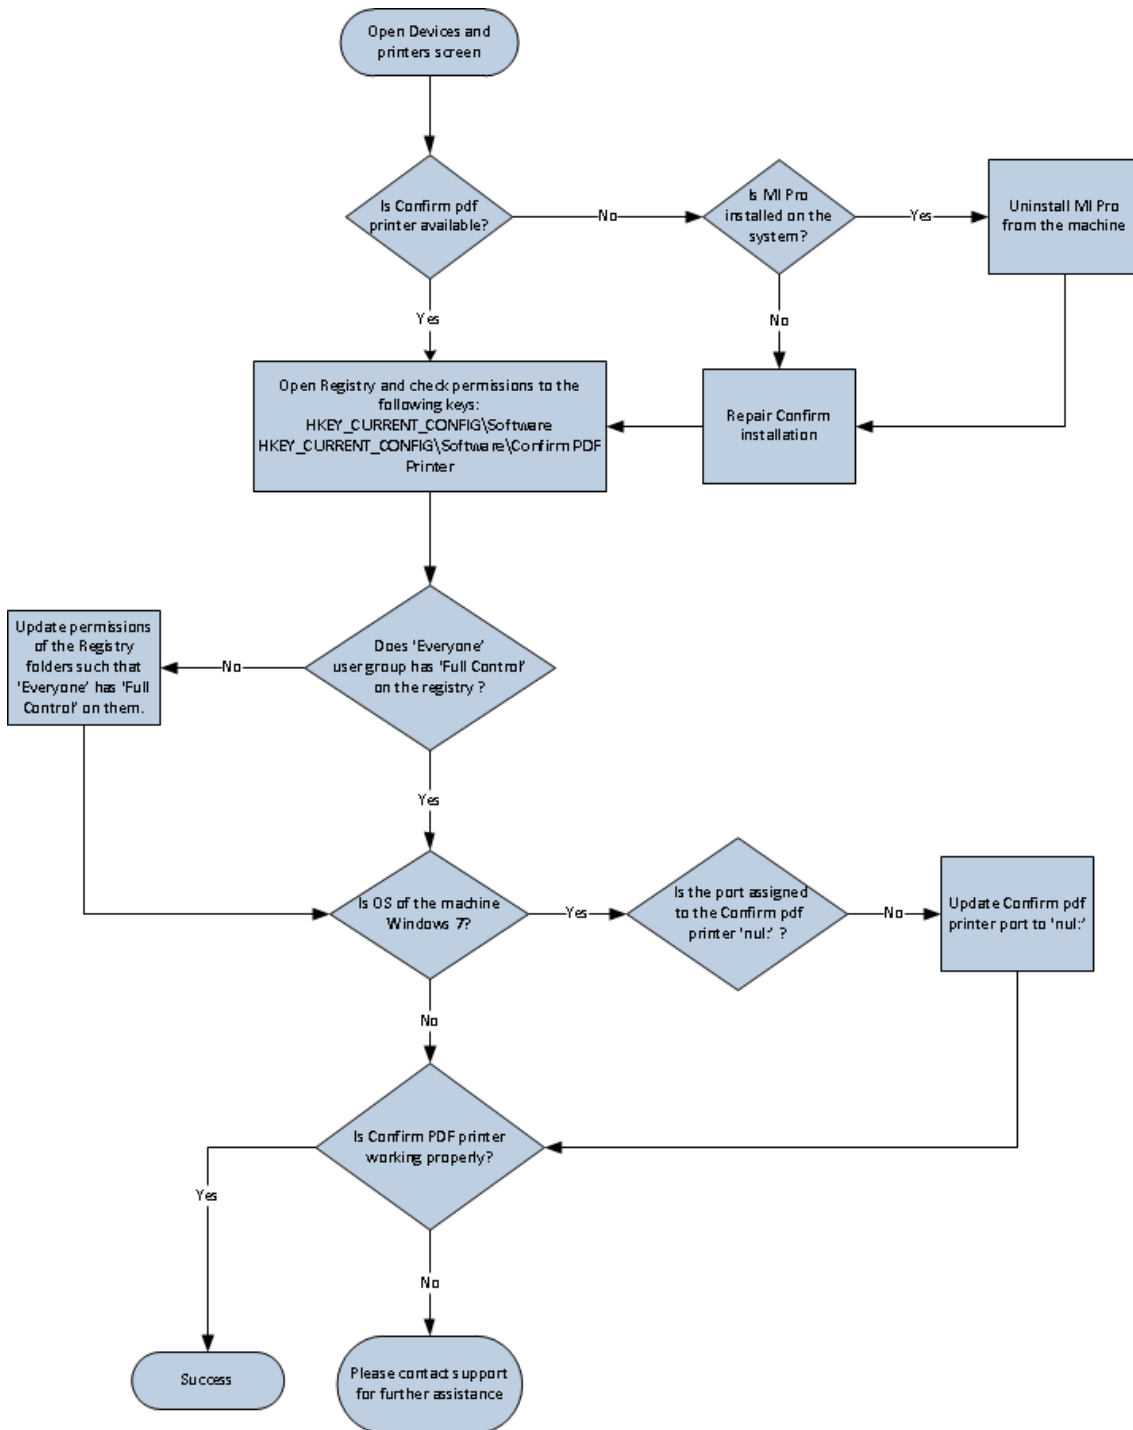 Open Devices and
printers screen
Is Confirm pdf
printer available?
No
Is MI Pro
installed on the
system?
Yes
Uninstall MI Pro
from the machine
Yes
No
Open Registry and check permissions to the
following keys:
HKEY_CURRENT_CONFIG\Software
HKEY_CURRENT_CONFIG\Software\Confirm PDF
Printer
Repair Confirm
installation
Update permissions
of the Registry
folders such that
'Everyone' has 'Full
Control' on them.
No
Does 'Everyone'
user group has 'Full Control'
on the registry ?
Yes
Is OS of the machine
Windows 7?
Yes
Is the port assigned
to the Confirm pdf
printer 'nul:' ?
No
Update Confirm pdf
printer port to 'nul:'
No
Is Confirm PDF printer
working properly?
Yes
No
Success
Please contact support
for further assistance